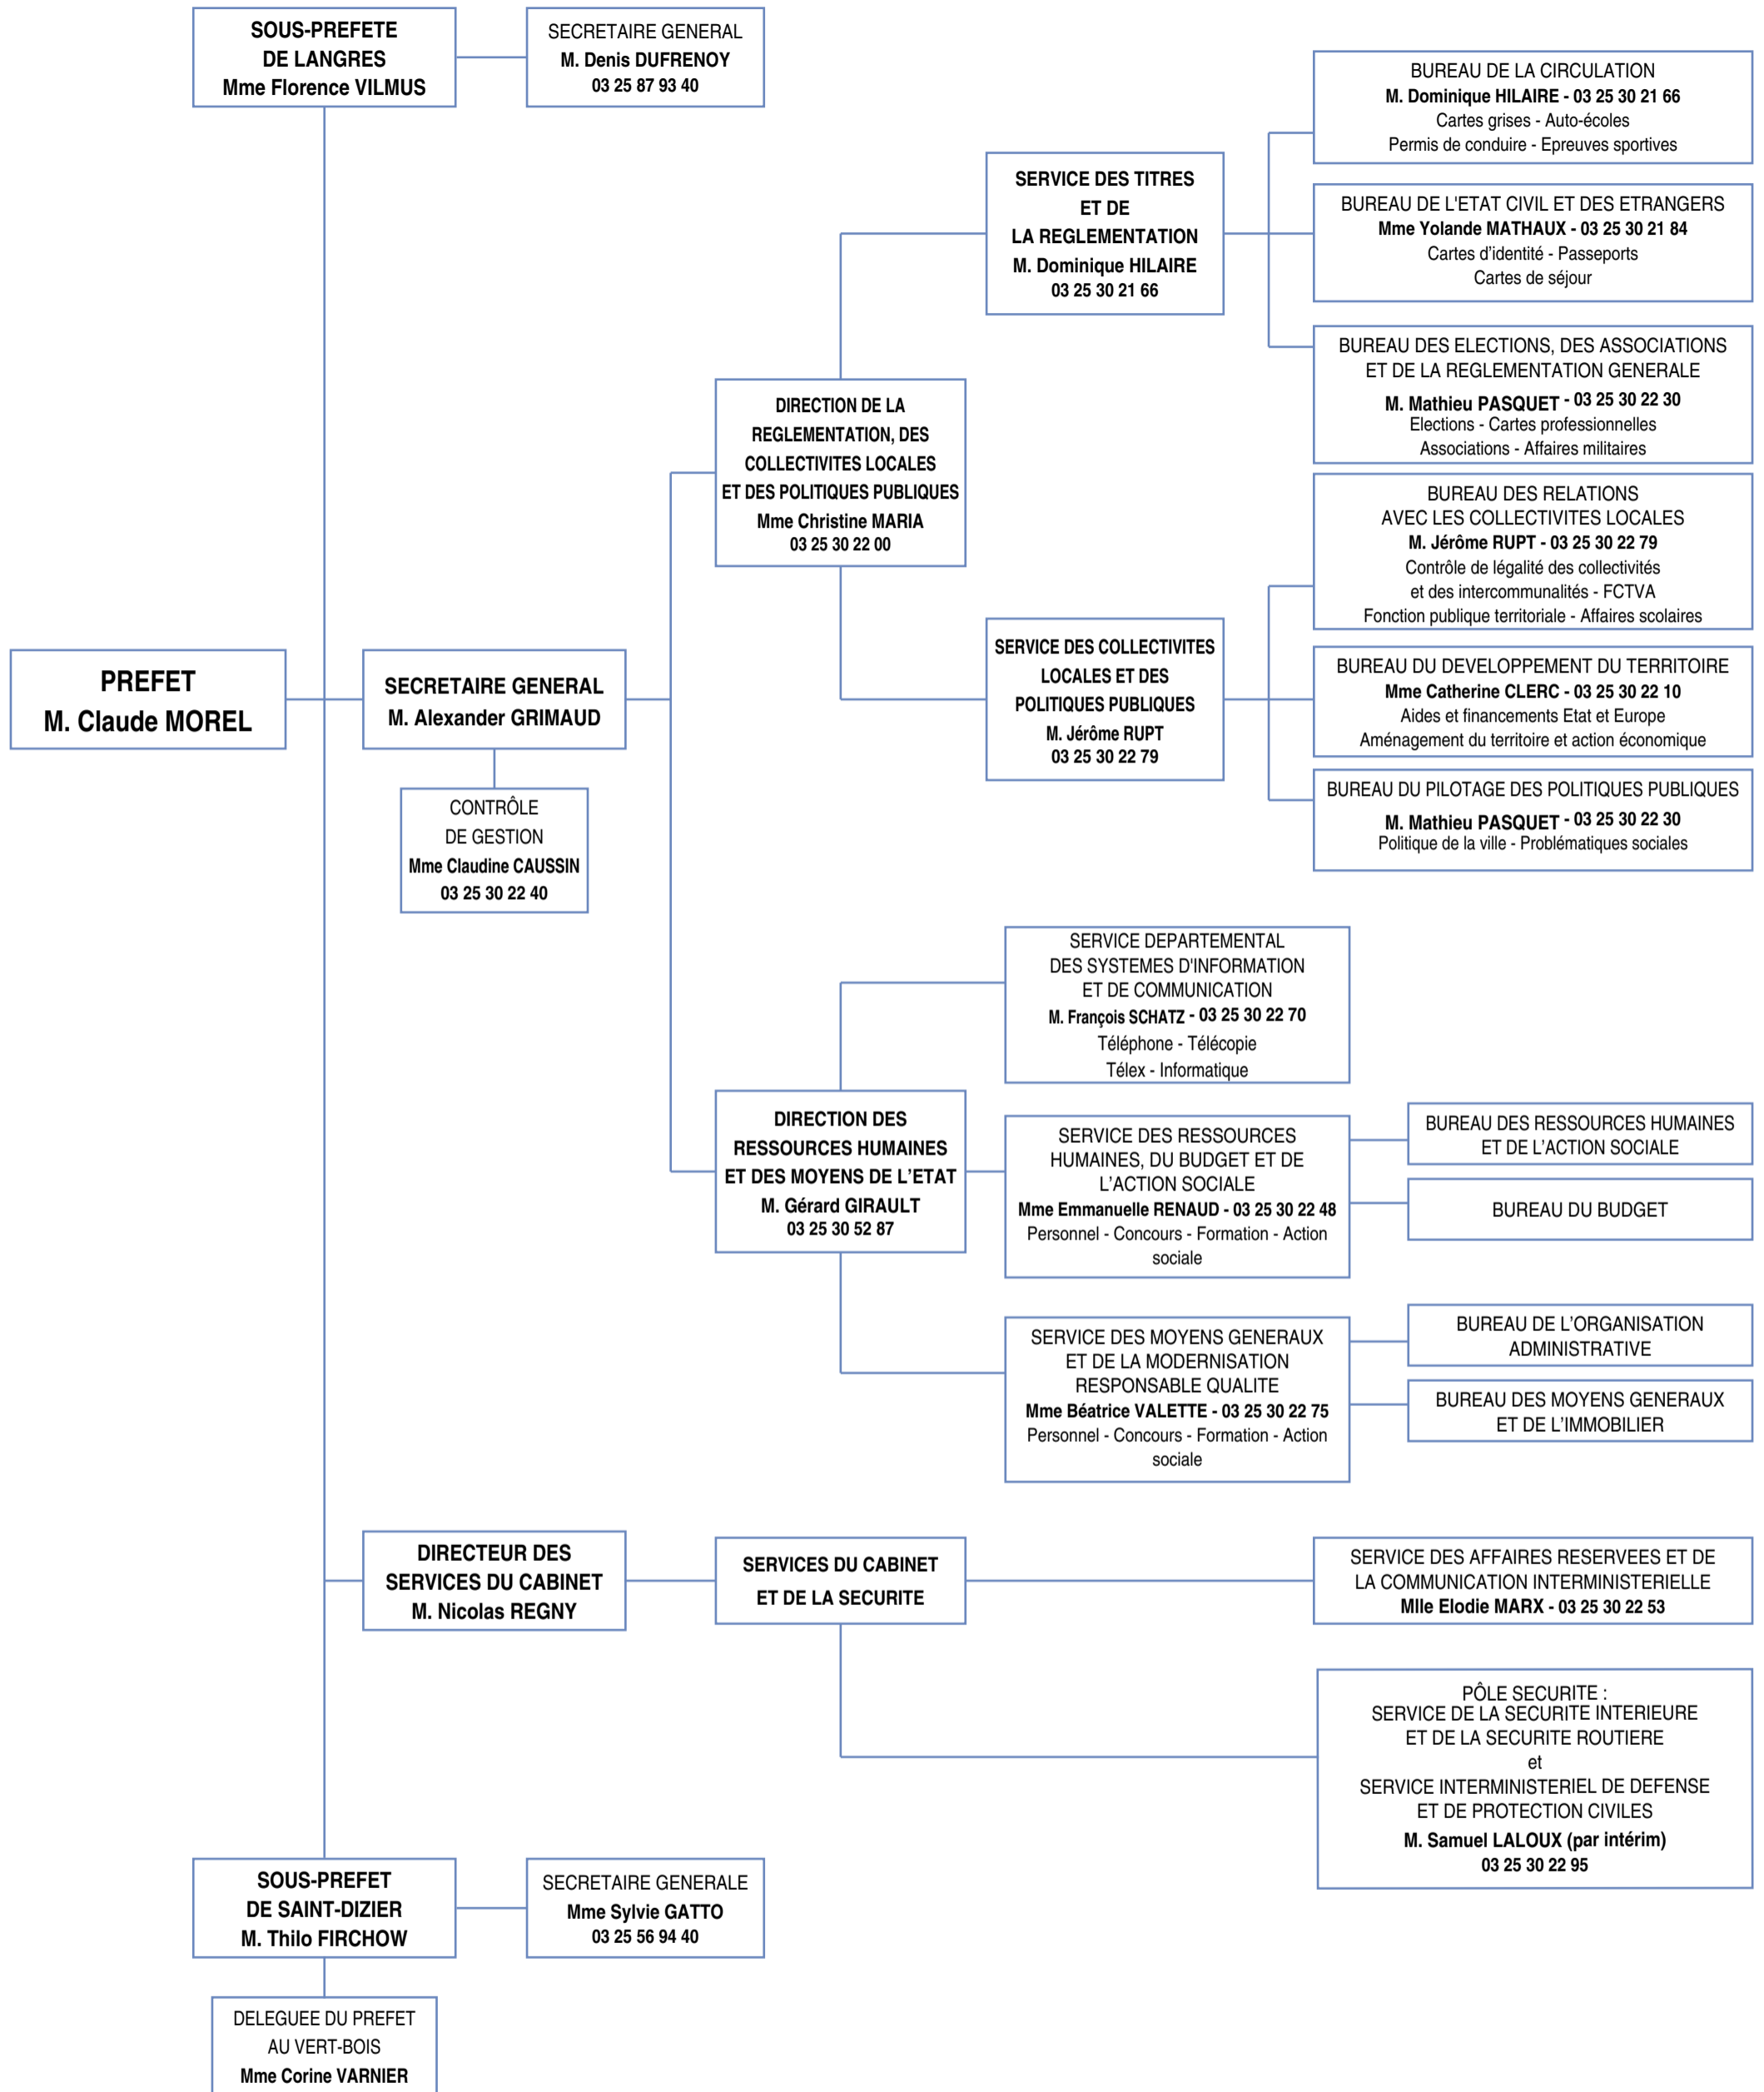 SOUS-PREFETE
DE LANGRES
Mme Florence VILMUS
SECRETAIRE GENERAL
M. Denis DUFRENOY
03 25 87 93 40
BUREAU DE LA CIRCULATION
M. Dominique HILAIRE - 03 25 30 21 66
Cartes grises - Auto-écoles
Permis de conduire - Epreuves sportives
SERVICE DES TITRES
ET DE
LA REGLEMENTATION
M. Dominique HILAIRE
03 25 30 21 66
BUREAU DE L'ETAT CIVIL ET DES ETRANGERS
Mme Yolande MATHAUX - 03 25 30 21 84
Cartes d’identité - Passeports
Cartes de séjour
BUREAU DES ELECTIONS, DES ASSOCIATIONS
ET DE LA REGLEMENTATION GENERALE
M. Mathieu PASQUET - 03 25 30 22 30
Elections - Cartes professionnelles
Associations - Affaires militaires
DIRECTION DE LA
REGLEMENTATION, DES
COLLECTIVITES LOCALES
ET DES POLITIQUES PUBLIQUES
Mme Christine MARIA
03 25 30 22 00
BUREAU DES RELATIONS
AVEC LES COLLECTIVITES LOCALES
M. Jérôme RUPT - 03 25 30 22 79
Contrôle de légalité des collectivités
et des intercommunalités - FCTVA
Fonction publique territoriale - Affaires scolaires
SERVICE DES COLLECTIVITES
LOCALES ET DES
POLITIQUES PUBLIQUES
M. Jérôme RUPT
03 25 30 22 79
BUREAU DU DEVELOPPEMENT DU TERRITOIRE
Mme Catherine CLERC - 03 25 30 22 10
Aides et financements Etat et Europe
Aménagement du territoire et action économique
BUREAU DU PILOTAGE DES POLITIQUES PUBLIQUES
M. Mathieu PASQUET - 03 25 30 22 30
Politique de la ville - Problématiques sociales
PREFET
M. Claude MOREL
SECRETAIRE GENERAL
M. Alexander GRIMAUD
CONTRÔLE
DE GESTION
Mme Claudine CAUSSIN
03 25 30 22 40
SERVICE DEPARTEMENTAL
DES SYSTEMES D'INFORMATION
ET DE COMMUNICATION
M. François SCHATZ - 03 25 30 22 70
Téléphone - Télécopie
Télex - Informatique
DIRECTION DES
RESSOURCES HUMAINES
ET DES MOYENS DE L’ETAT
M. Gérard GIRAULT
03 25 30 52 87
SERVICE DES RESSOURCES
HUMAINES, DU BUDGET ET DE
L’ACTION SOCIALE
Mme Emmanuelle RENAUD - 03 25 30 22 48
Personnel - Concours - Formation - Action
sociale
BUREAU DES RESSOURCES HUMAINES
ET DE L’ACTION SOCIALE
BUREAU DU BUDGET
SERVICE DES MOYENS GENERAUX
ET DE LA MODERNISATION
RESPONSABLE QUALITE
Mme Béatrice VALETTE - 03 25 30 22 75
Personnel - Concours - Formation - Action
sociale
BUREAU DE L’ORGANISATION
ADMINISTRATIVE
BUREAU DES MOYENS GENERAUX
ET DE L’IMMOBILIER
DIRECTEUR DES
SERVICES DU CABINET
M. Nicolas REGNY
SERVICES DU CABINET
ET DE LA SECURITE
SERVICE DES AFFAIRES RESERVEES ET DE
LA COMMUNICATION INTERMINISTERIELLE
Mlle Elodie MARX - 03 25 30 22 53
PÔLE SECURITE :
SERVICE DE LA SECURITE INTERIEURE
ET DE LA SECURITE ROUTIERE
et
SERVICE INTERMINISTERIEL DE DEFENSE
ET DE PROTECTION CIVILES
M. Samuel LALOUX (par intérim)
03 25 30 22 95
SOUS-PREFET
DE SAINT-DIZIER
M. Thilo FIRCHOW
SECRETAIRE GENERALE
Mme Sylvie GATTO
03 25 56 94 40
DELEGUEE DU PREFET
AU VERT-BOIS
Mme Corine VARNIER